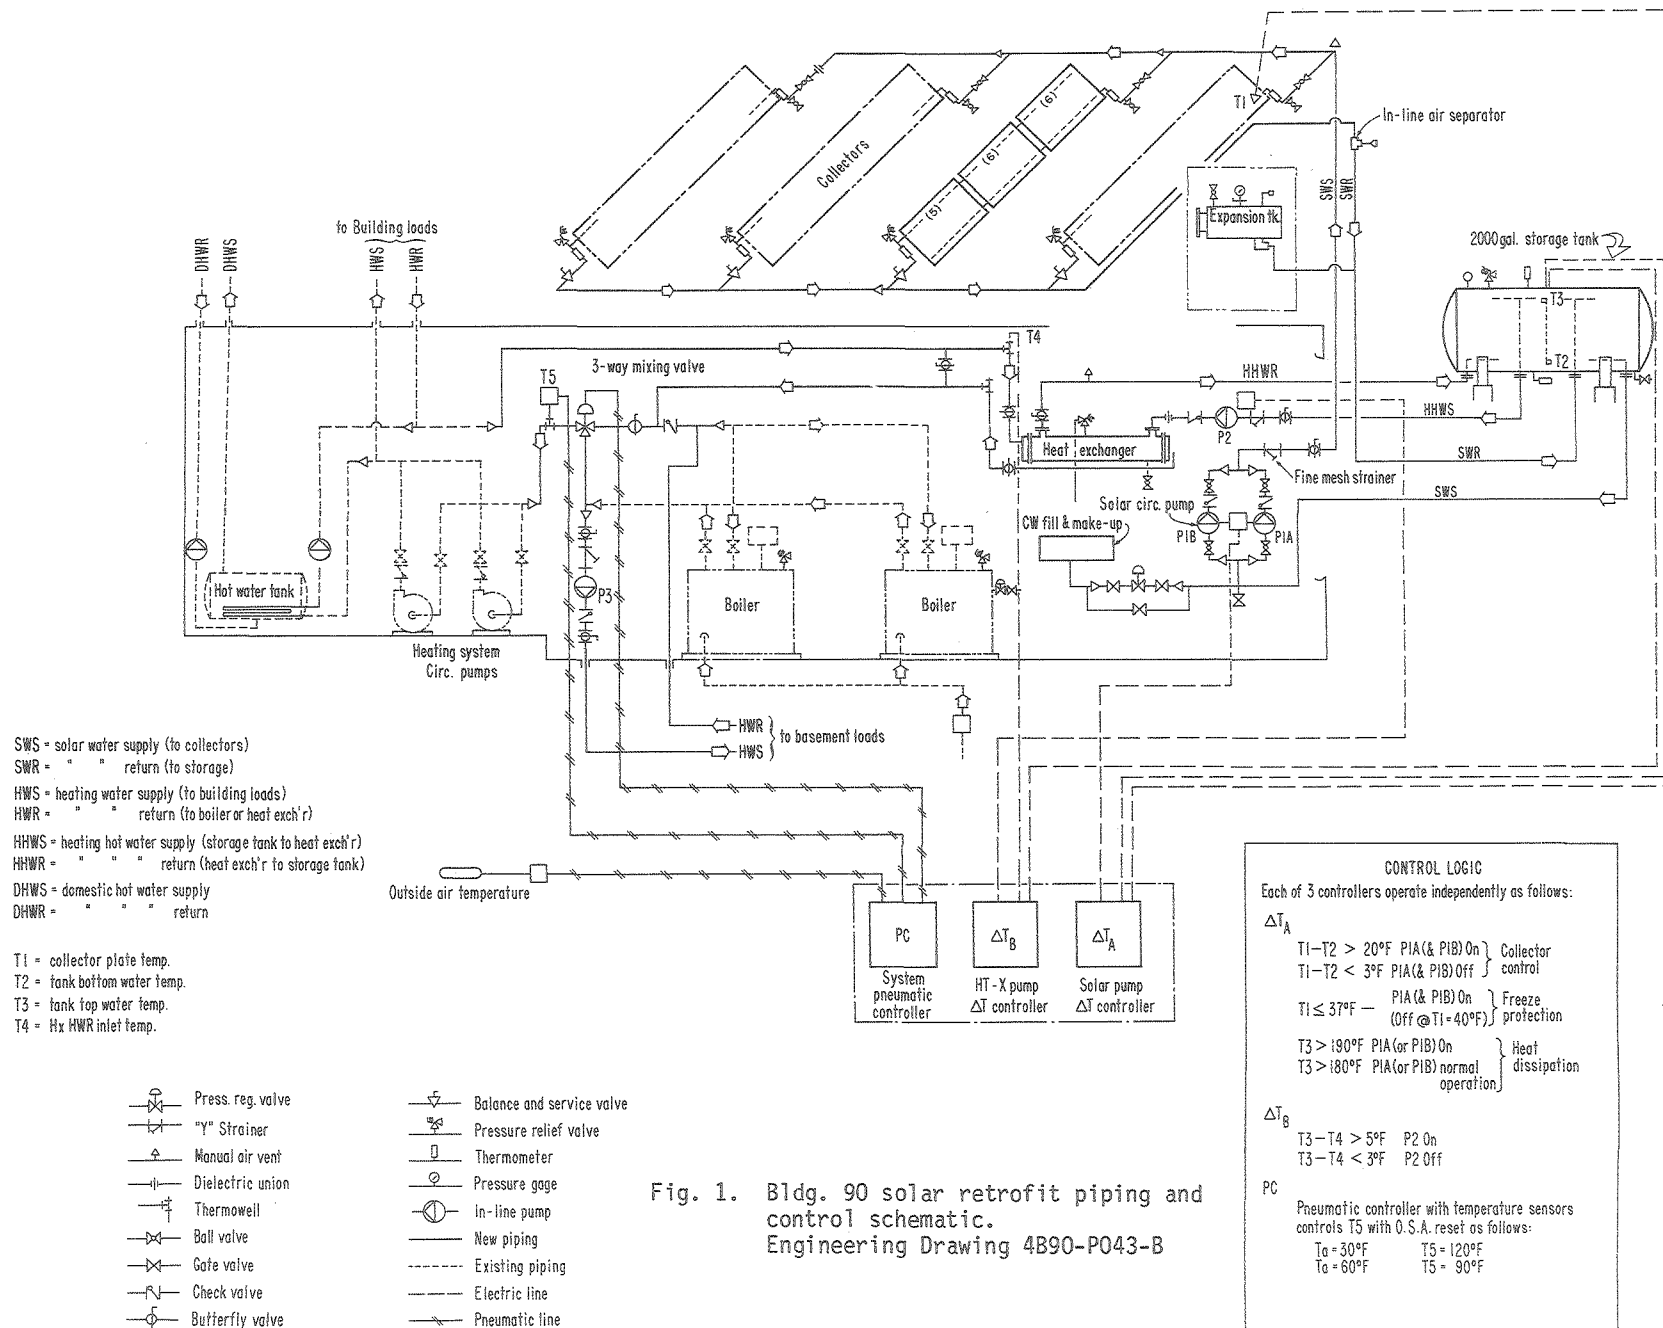 T1
In-line air separator
(6)
Collectors
(6)
SWS
SWR
(5)
Expansion tk.
to Building loads
DHWR
DHWS
HWS
HWR
2000 gal. storage tank
T3
T4
3-way mixing valve
T5
T2
HHWR
HHWS
P2
Heat exchanger
SWR
Fine mesh strainer
SWS
Solar circ. pump
CW fill & make-up
P1B
P1A
Hot water tank
P3
Boiler
Boiler
Heating system
Circ. pumps
HWR
to basement loads
HWS
SWS = solar water supply (to collectors)
SWR = " " return (to storage)
HWS = heating water supply (to building loads)
HWR = " " return (to boiler or heat exch'r)
HHWS = heating hot water supply (storage tank to heat exch'r)
HHWR = " " " return (heat exch'r to storage tank)
DHWS = domestic hot water supply
DHWR = " " " return
T1 = collector plate temp.
T2 = tank bottom water temp.
T3 = tank top water temp.
T4 = Hx HWR inlet temp.
Outside air temperature
PC
ΔTB
ΔTA
System
pneumatic
controller
HT-X pump
ΔT controller
Solar pump
ΔT controller
CONTROL LOGIC
Each of 3 controllers operate independently as follows:
ΔTA
T1-T2 > 20°F P1A(& P1B) On
T1-T2 < 3°F P1A(& P1B) Off
Collector
control
T1 ≤ 37°F — P1A(& P1B) On
(Off @ T1=40°F)
Freeze
protection
T3 > 190°F P1A(or P1B) On
T3 > 180°F P1A(or P1B) normal
operation
Heat
dissipation
ΔTB
T3-T4 > 5°F P2 On
T3-T4 < 3°F P2 Off
PC
Pneumatic controller with temperature sensors
controls T5 with O.S.A. reset as follows:
Ta = 30°F T5 = 120°F
Ta = 60°F T5 = 90°F
Press. reg. valve
"Y" Strainer
Manual air vent
Dielectric union
Thermowell
Ball valve
Gate valve
Check valve
Butterfly valve
Balance and service valve
Pressure relief valve
Thermometer
Pressure gage
In-line pump
New piping
Existing piping
Electric line
Pneumatic line
Fig. 1. Bldg. 90 solar retrofit piping and
control schematic.
Engineering Drawing 4B90-P043-B